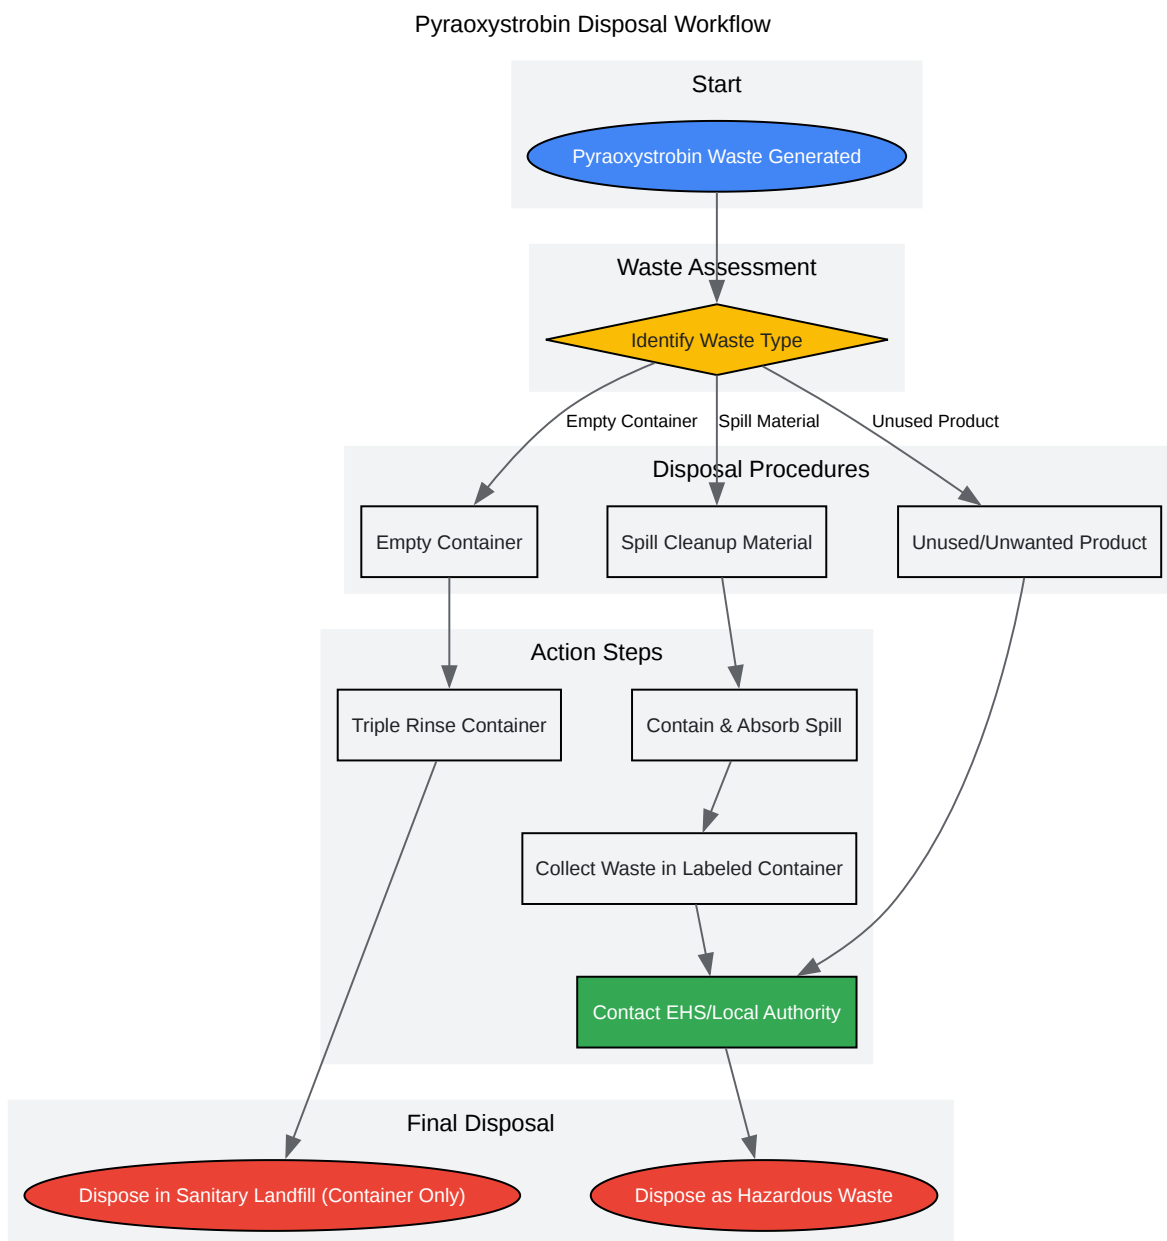 Pyraoxystrobin Disposal Workflow
Start
Pyraoxystrobin Waste Generated
Waste Assessment
Identify Waste Type
Empty Container
Spill Material
Unused Product
Disposal Procedures
Empty Container
Spill Cleanup Material
Unused/Unwanted Product
Action Steps
Triple Rinse Container
Contain & Absorb Spill
Collect Waste in Labeled Container
Contact EHS/Local Authority
Final Disposal
Dispose in Sanitary Landfill (Container Only)
Dispose as Hazardous Waste